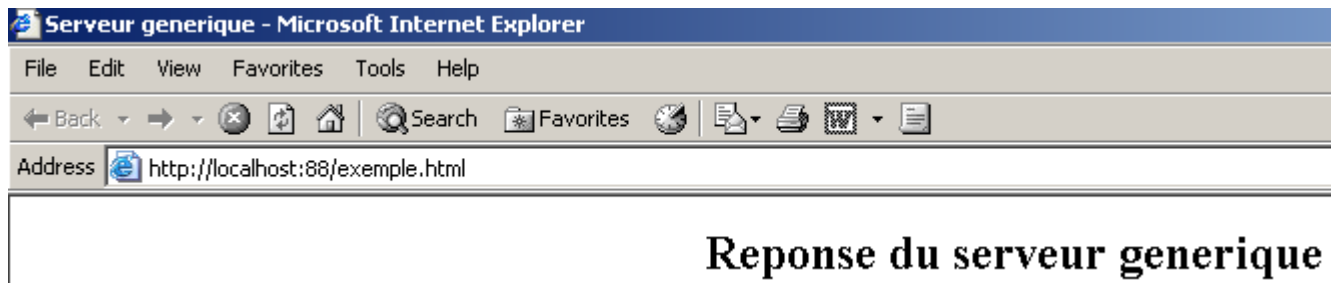 Serveur generique - Microsoft Internet Explorer
File Edit View Favorites Tools Help
Back Search Favorites
Address http://localhost:88/exemple.html
Reponse du serveur generique